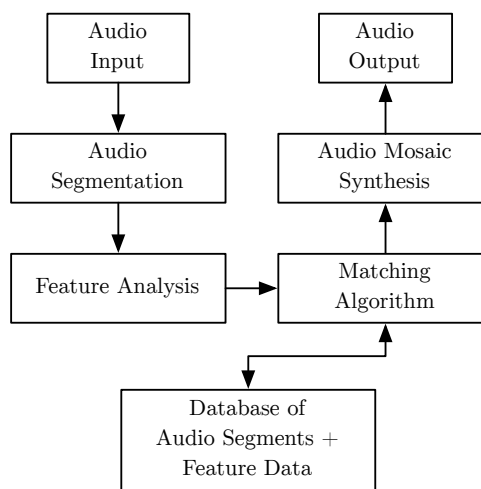 Audio
Input
Audio
Output
Audio
Segmentation
Audio Mosaic
Synthesis
Feature Analysis
Matching
Algorithm
Database of
Audio Segments +
Feature Data